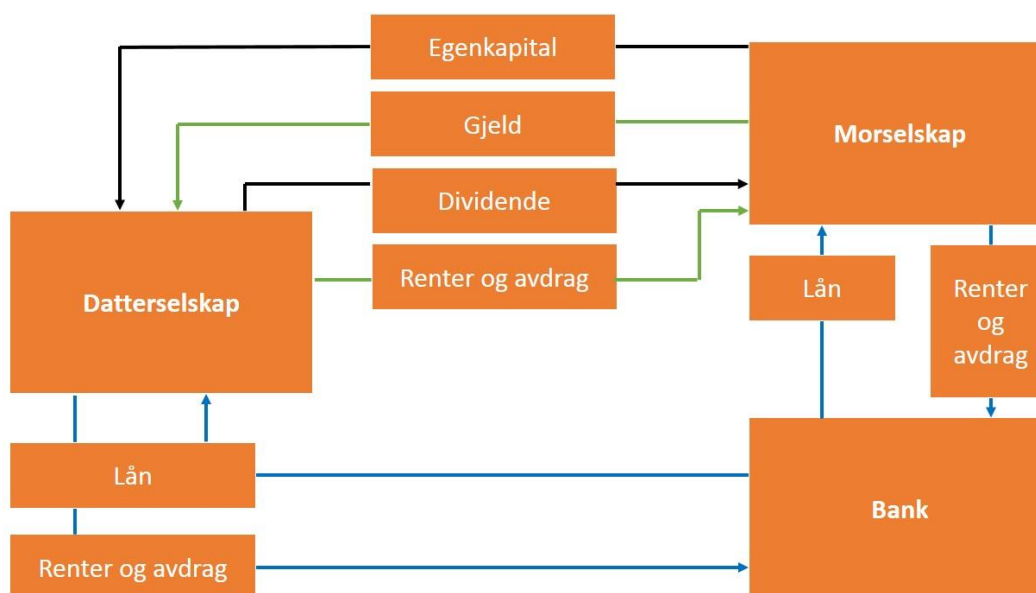 Egenkapital
Gjeld
Morselskap
Dividende
Datterselskap
Renter og avdrag
Lån
Renter
og
avdrag
Lån
Bank
Renter og avdrag